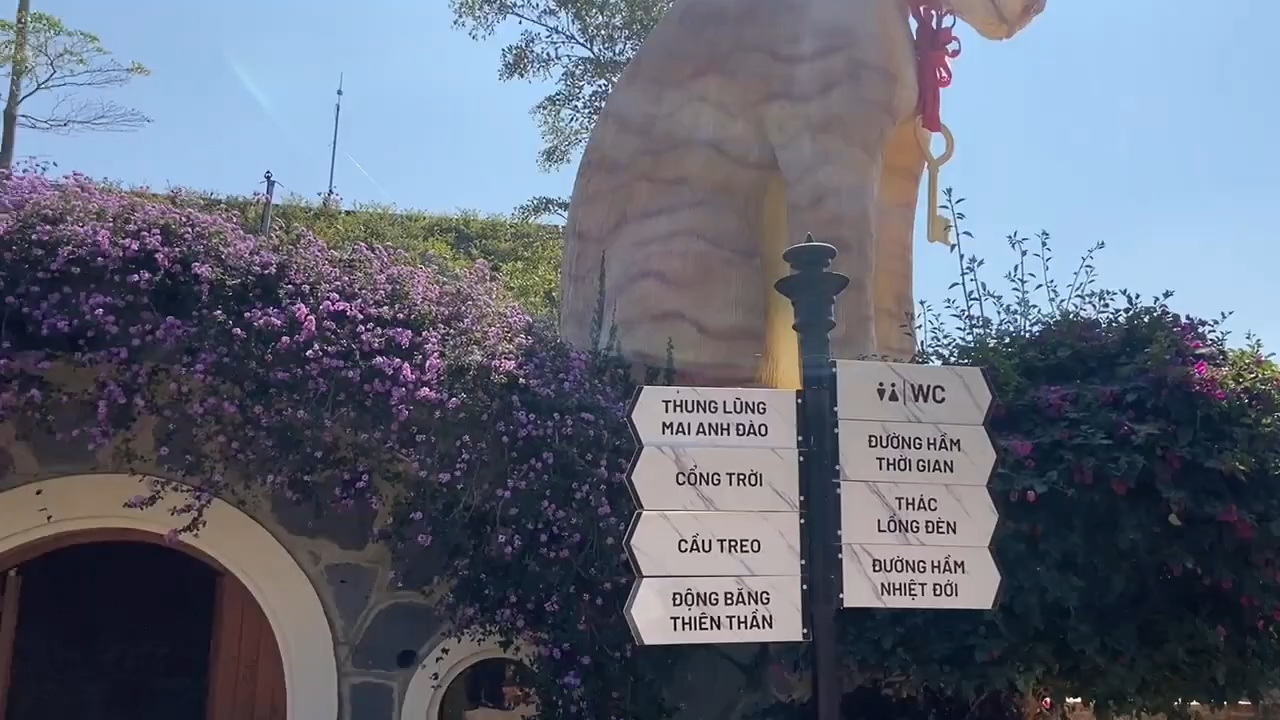 THUNG LŨNG
MAI ANH ĐÀO
CỔNG TRỜI
CẦU TREO
ĐỘNG BĂNG
THIÊN THẦN
WC
ĐƯỜNG HẦM
THỜI GIAN
THÁC
LỒNG ĐÈN
ĐƯỜNG HẦM
NHIỆT ĐỚI